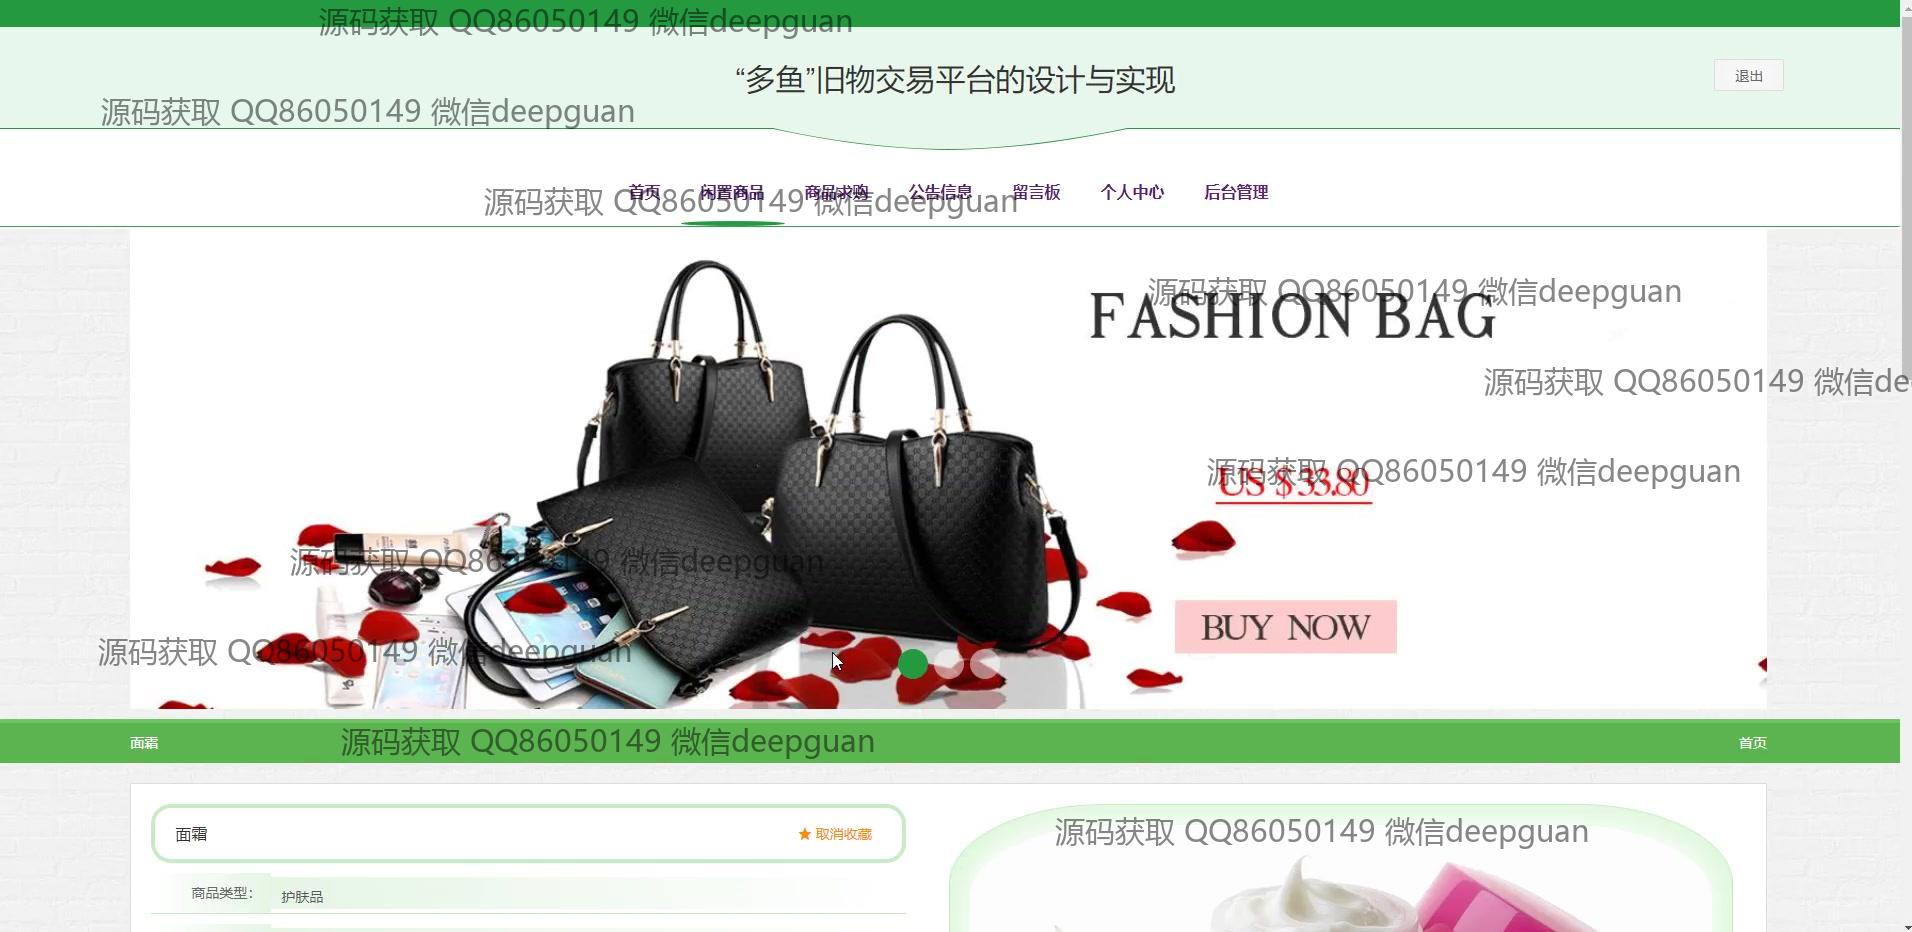 源码获取 QQ86050149 微信deepguan
“多鱼”旧物交易平台的设计与实现
退出
源码获取 QQ86050149 微信deepguan
首页 闲置商品 商品求购 公告信息 留言板 个人中心 后台管理
源码获取 QQ86050149 微信deepguan
源码获取 QQ86050149 微信deepguan
FASHION BAG
源码获取 QQ86050149 微信de
源码获取 QQ86050149 微信deepguan
US $33.80
源码获取 QQ86050149 微信deepguan
BUY NOW
源码获取 QQ86050149 微信deepguan
面霜 首页
源码获取 QQ86050149 微信deepguan
面霜 取消收藏
源码获取 QQ86050149 微信deepguan
商品类型: 护肤品